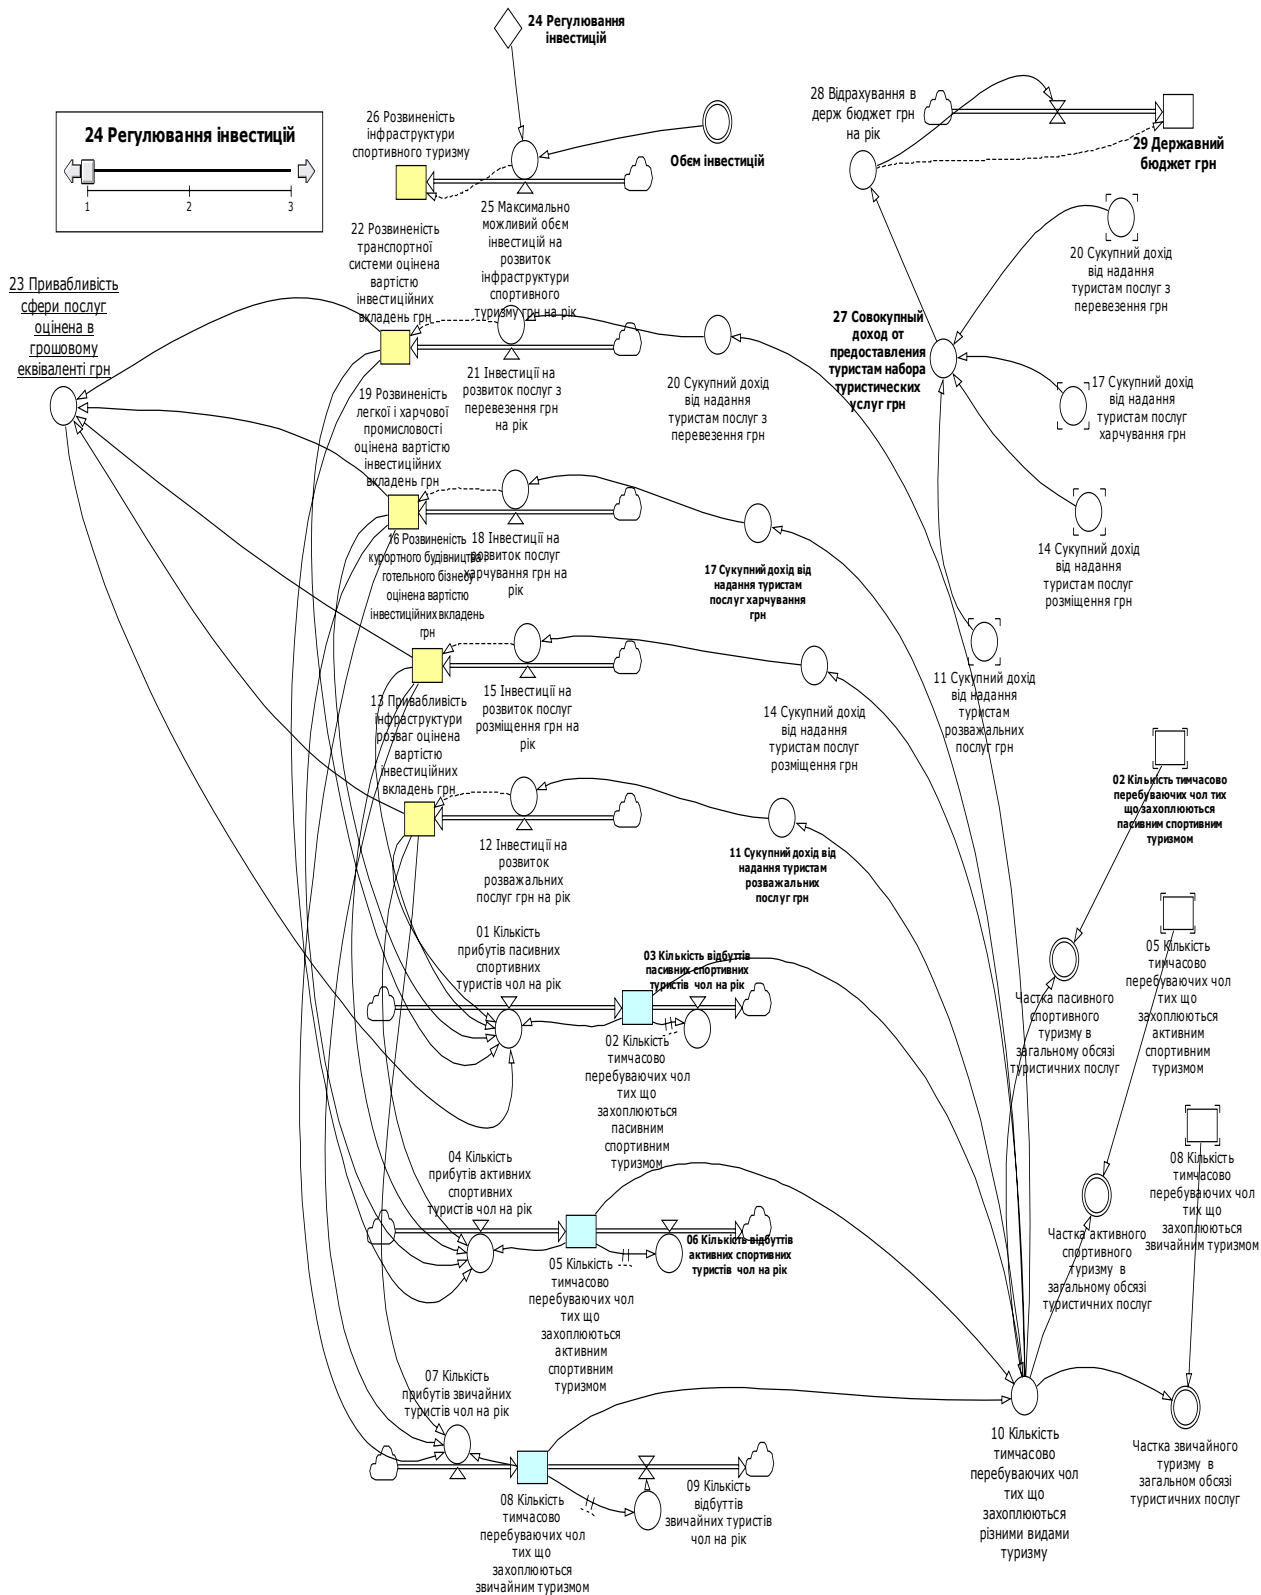 24 Регулювання
інвестицій
24 Регулювання інвестицій
1
2
3
26 Розвиненість
інфраструктури
спортивного туризму
Обєм інвестицій
28 Відрахування в
держ бюджет грн
на рік
29 Державний
бюджет грн
25 Максимально
можливий обєм
інвестицій на
розвиток
інфраструктури
спортивного
туризму грн на рік
22 Розвиненість
транспортної
системи оцінена
вартістю
інвестиційних
вкладень грн
23 Привабливість
сфери послуг
оцінена в
грошовому
еквіваленті грн
20 Сукупний дохід
від надання
туристам послуг з
перевезення грн
27 Совокупный
доход от
предоставления
туристам набора
туристических
услуг грн
21 Інвестиції на
розвиток послуг з
перевезення грн
на рік
20 Сукупний дохід
від надання
туристам послуг з
перевезення грн
17 Сукупний дохід
від надання
туристам послуг
харчування грн
19 Розвиненість
легкої і харчової
промисловості
оцінена вартістю
інвестиційних
вкладень грн
18 Інвестиції на
розвиток послуг
харчування грн на
рік
17 Сукупний дохід від
надання туристам
послуг харчування
грн
14 Сукупний дохід
від надання
туристам послуг
розміщення грн
16 Розвиненість
курортного будівництва
готельного бізнесу
оцінена вартістю
інвестиційних вкладень
грн
15 Інвестиції на
розвиток послуг
розміщення грн на
рік
14 Сукупний дохід
від надання
туристам послуг
розміщення грн
11 Сукупний дохід
від надання
туристам
розважальних
послуг грн
13 Привабливість
інфраструктури
розваг оцінена
вартістю
інвестиційних
вкладень грн
12 Інвестиції на
розвиток
розважальних
послуг грн на рік
11 Сукупний дохід від
надання туристам
розважальних
послуг грн
02 Кількість тимчасово
перебуваючих чол тих
що захоплюються
пасивним спортивним
туризмом
01 Кількість
прибутів пасивних
спортивних
туристів чол на рік
03 Кількість відбуттів
пасивних спортивних
туристів чол на рік
02 Кількість
тимчасово
перебуваючих чол
тих що
захоплюються
пасивним
спортивним
туризмом
Частка пасивного
спортивного
туризму в
загальному обсязі
туристичних послуг
05 Кількість
тимчасово
перебуваючих чол
тих що
захоплюються
активним
спортивним
туризмом
04 Кількість
прибутів активних
спортивних
туристів чол на рік
06 Кількість відбуттів
активних спортивних
туристів чол на рік
05 Кількість
тимчасово
перебуваючих чол
тих що
захоплюються
активним
спортивним
туризмом
Частка активного
спортивного
туризму в
загальному обсязі
туристичних послуг
08 Кількість
тимчасово
перебуваючих чол
тих що
захоплюються
звичайним туризмом
07 Кількість
прибутів звичайних
туристів чол на рік
08 Кількість
тимчасово
перебуваючих чол
тих що
захоплюються
звичайним туризмом
09 Кількість
відбуттів
звичайних туристів
чол на рік
10 Кількість
тимчасово
перебуваючих чол
тих що
захоплюються
різними видами
туризму
Частка звичайного
туризму в
загальном обсязі
туристичних послуг